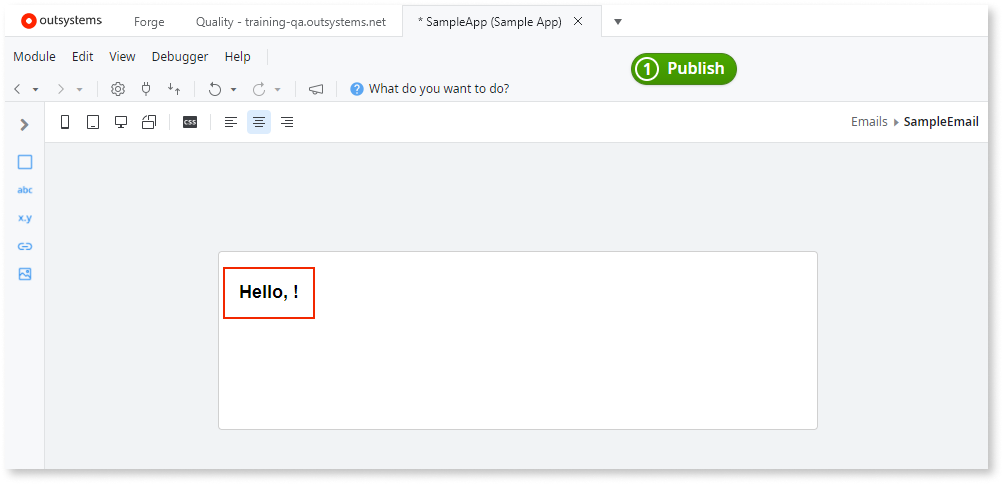 outsystems Forge Quality - training-qa.outsystems.net * SampleApp (Sample App)
Module Edit View Debugger Help
1 Publish
? What do you want to do?
CSS
Emails SampleEmail
abc
x.y
Hello, !